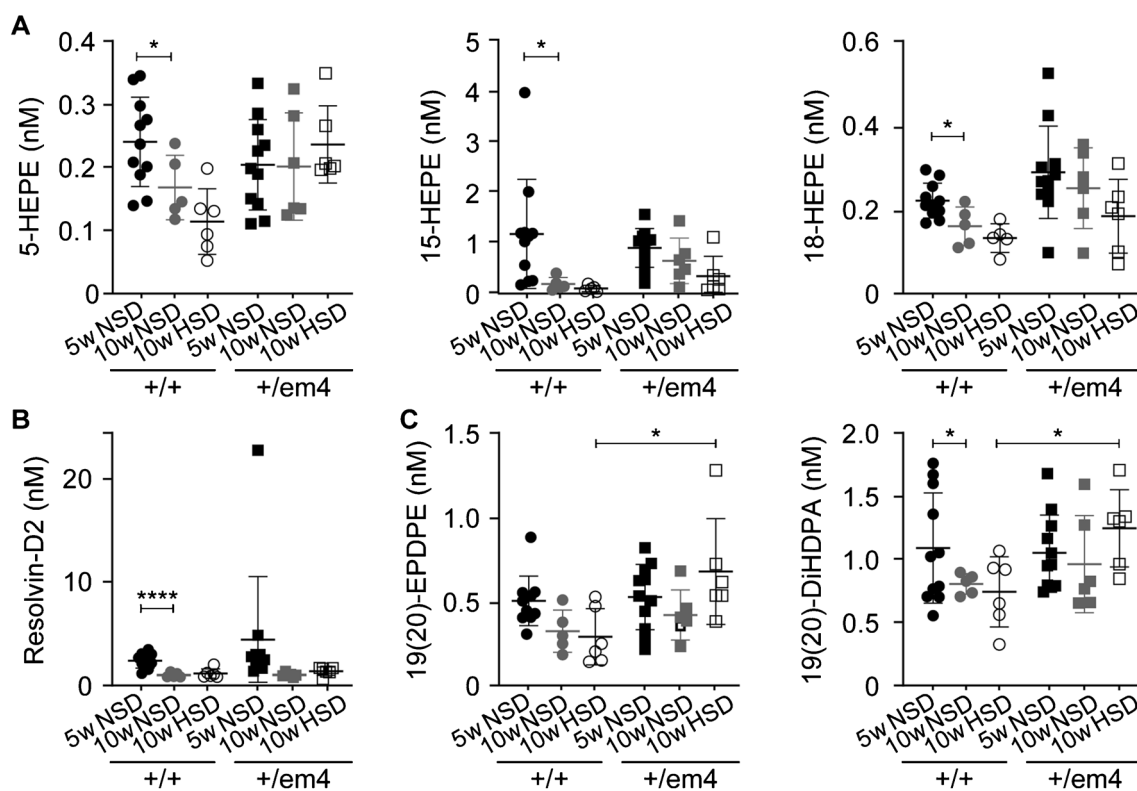 A
5-HEPE (nM)
0.4
0.3
0.2
0.1
0
*
5w NSD
10w NSD
10w HSD
5w NSD
10w NSD
10w HSD
+/+
+/em4
15-HEPE (nM)
5
4
3
2
1
0
*
5w NSD
10w NSD
10w HSD
5w NSD
10w NSD
10w HSD
+/+
+/em4
18-HEPE (nM)
0.6
0.4
0.2
0
*
5w NSD
10w NSD
10w HSD
5w NSD
10w NSD
10w HSD
+/+
+/em4
B
Resolvin-D2 (nM)
20
10
0
****
5w NSD
10w NSD
10w HSD
5w NSD
10w NSD
10w HSD
+/+
+/em4
C
19(20)-EPDPE (nM)
1.5
1.0
0.5
0
*
5w NSD
10w NSD
10w HSD
5w NSD
10w NSD
10w HSD
+/+
+/em4
19(20)-DiHDPA (nM)
2.0
1.5
1.0
0.5
0
*
*
5w NSD
10w NSD
10w HSD
5w NSD
10w NSD
10w HSD
+/+
+/em4